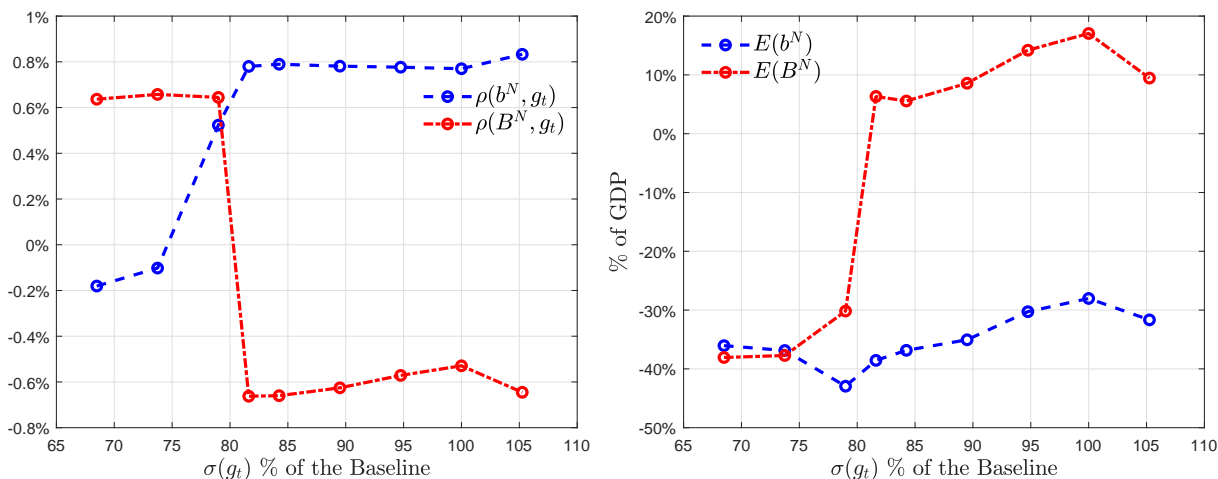 1%
0.8%
0.6%
0.4%
0.2%
0%
-0.2%
-0.4%
-0.6%
-0.8%
65 70 75 80 85 90 95 100 105 110
σ(g_t) % of the Baseline
ρ(b^N, g_t)
ρ(B^N, g_t)
20%
10%
0%
-10%
-20%
-30%
-40%
-50%
% of GDP
65 70 75 80 85 90 95 100 105 110
σ(g_t) % of the Baseline
E(b^N)
E(B^N)